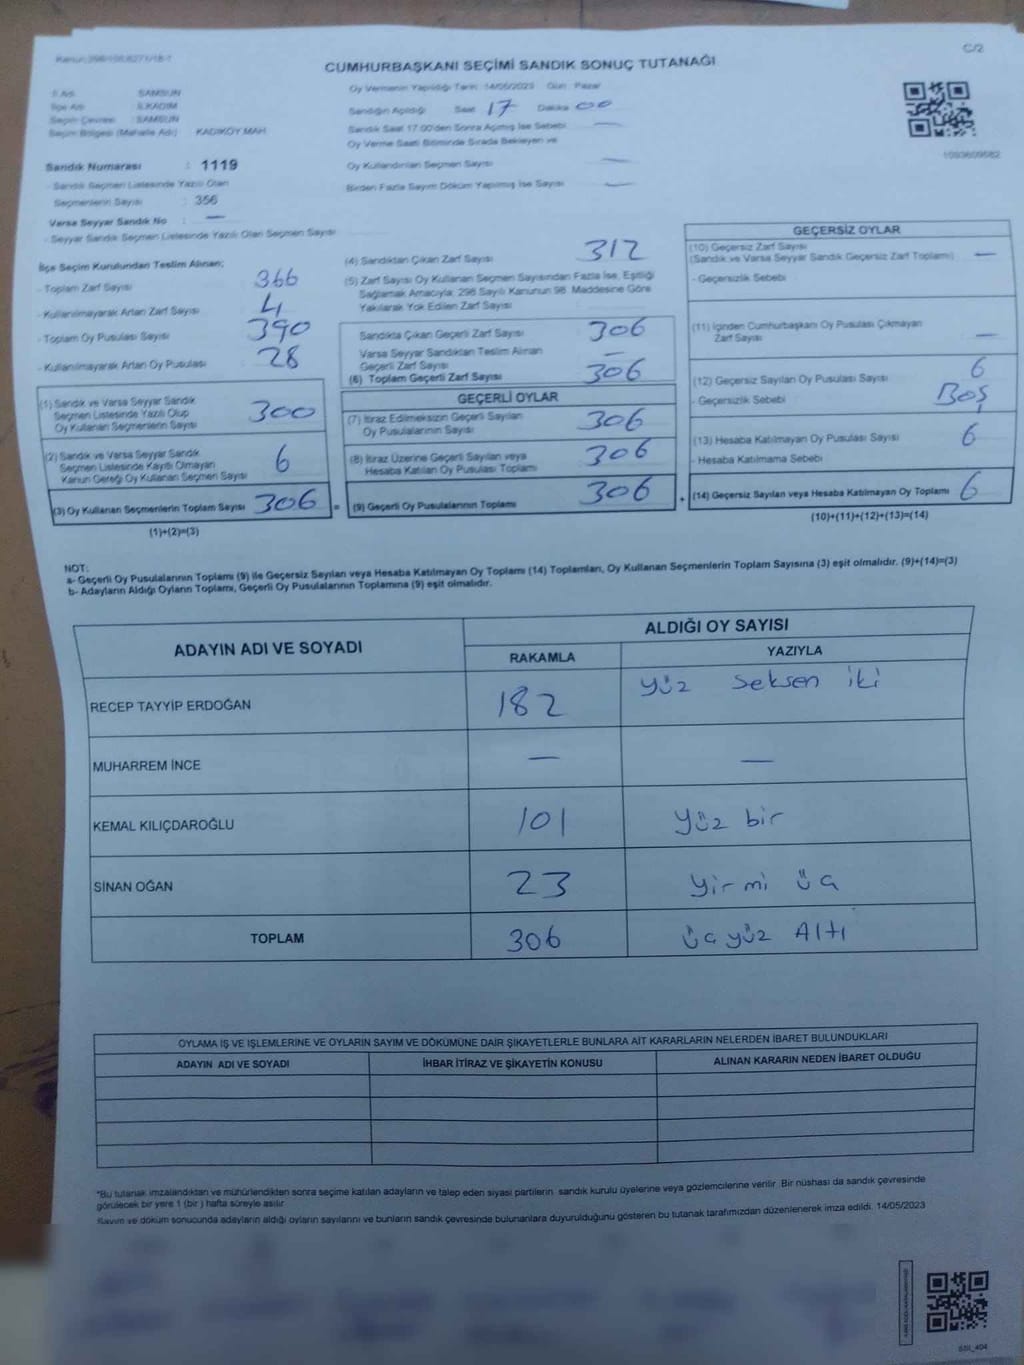 C/2
CUMHURBAŞKANI SEÇİMİ SANDIK SONUÇ TUTANAĞI
İl Adı : SAMSUN
İlçe Adı : İLKADIM
Seçim Çevresi : SAMSUN
Seçim Bölgesi (Mahalle Adı) : KADIKÖY MAH.
Sandık Numarası : 1119
- Sandık Seçmen Listesinde Yazılı Olan
Seçmenlerin Sayısı : 356
Varsa Seyyar Sandık No : —
- Seyyar Sandık Seçmen Listesinde Yazılı Olan Seçmen Sayısı
Oy Vermenin Yapıldığı Tarih: 14/05/2023 Gün : Pazar
Sandığın Açıldığı Saat 17 Dakika 00
Sandık Saat 17.00'den Sonra Açılmış İse Sebebi —
Oy Verme Saati Bitiminde Sırada Bekleyen ve
Oy Kullandırılan Seçmen Sayısı —
Birden Fazla Sayım Döküm Yapılmış İse Sayısı —
1093609582
İlçe Seçim Kurulundan Teslim Alınan;
- Toplam Zarf Sayısı 366
- Kullanılmayarak Artan Zarf Sayısı 4
- Toplam Oy Pusulası Sayısı 390
- Kullanılmayarak Artan Oy Pusulası 28
(1) Sandık ve Varsa Seyyar Sandık
Seçmen Listesinde Yazılı Olup
Oy Kullanan Seçmenlerin Sayısı 300
(2) Sandık ve Varsa Seyyar Sandık
Seçmen Listesinde Kayıtlı Olmayan
Kanun Gereği Oy Kullanan Seçmen Sayısı 6
(3) Oy Kullanan Seçmenlerin Toplam Sayısı 306 =
(1)+(2)=(3)
(4) Sandıktan Çıkan Zarf Sayısı 312
(5) Zarf Sayısı Oy Kullanan Seçmen Sayısından Fazla İse, Eşitliği
Sağlamak Amacıyla; 298 Sayılı Kanunun 98. Maddesine Göre
Yakılarak Yok Edilen Zarf Sayısı
Sandıkta Çıkan Geçerli Zarf Sayısı 306
Varsa Seyyar Sandıktan Teslim Alınan
Geçerli Zarf Sayısı —
(6) Toplam Geçerli Zarf Sayısı 306
GEÇERLİ OYLAR
(7) İtiraz Edilmeksizin Geçerli Sayılan
Oy Pusulalarının Sayısı 306
(8) İtiraz Üzerine Geçerli Sayılan veya
Hesaba Katılan Oy Pusulası Toplamı 306
(9) Geçerli Oy Pusulalarının Toplamı 306 +
GEÇERSİZ OYLAR
(10) Geçersiz Zarf Sayısı
(Sandık ve Varsa Seyyar Sandık Geçersiz Zarf Toplamı) —
- Geçersizlik Sebebi
(11) İçinden Cumhurbaşkanı Oy Pusulası Çıkmayan
Zarf Sayısı —
(12) Geçersiz Sayılan Oy Pusulası Sayısı 6
- Geçersizlik Sebebi BOŞ
(13) Hesaba Katılmayan Oy Pusulası Sayısı 6
- Hesaba Katılmama Sebebi
(14) Geçersiz Sayılan veya Hesaba Katılmayan Oy Toplamı 6
(10)+(11)+(12)+(13)=(14)
NOT:
a- Geçerli Oy Pusulalarının Toplamı (9) ile Geçersiz Sayılan veya Hesaba Katılmayan Oy Toplamı (14) Toplamları, Oy Kullanan Seçmenlerin Toplam Sayısına (3) eşit olmalıdır. (9)+(14)=(3)
b- Adayların Aldığı Oyların Toplamı, Geçerli Oy Pusulalarının Toplamına (9) eşit olmalıdır.
ADAYIN ADI VE SOYADI ALDIĞI OY SAYISI
RAKAMLA YAZIYLA
RECEP TAYYİP ERDOĞAN 182 yüz seksen iki
MUHARREM İNCE — —
KEMAL KILIÇDAROĞLU 101 yüz bir
SİNAN OĞAN 23 yirmi üç
TOPLAM 306 üçyüz Altı
OYLAMA İŞ VE İŞLEMLERİNE VE OYLARIN SAYIM VE DÖKÜMÜNE DAİR ŞİKAYETLERLE BUNLARA AİT KARARLARIN NELERDEN İBARET BULUNDUKLARI
ADAYIN ADI VE SOYADI İHBAR İTİRAZ VE ŞİKAYETİN KONUSU ALINAN KARARIN NEDEN İBARET OLDUĞU
*Bu tutanak imzalandıktan ve mühürlendikten sonra seçime katılan adayların ve talep eden siyasi partilerin sandık kurulu üyelerine veya gözlemcilerine verilir. Bir nüshası da sandık çevresinde
görülecek bir yere 1 (bir ) hafta süreyle asılır.
Sayım ve döküm sonucunda adayların aldığı oyların sayılarını ve bunların sandık çevresinde bulunanlara duyurulduğunu gösteren bu tutanak tarafımızdan düzenlenerek imza edildi. 14/05/2023